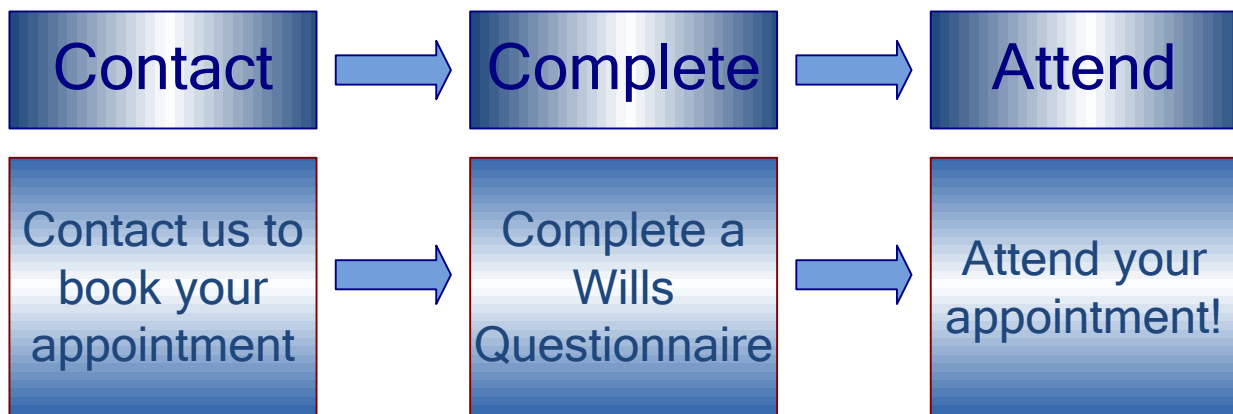 Contact
Complete
Attend
Contact us to
book your
appointment
Complete a
Wills
Questionnaire
Attend your
appointment!